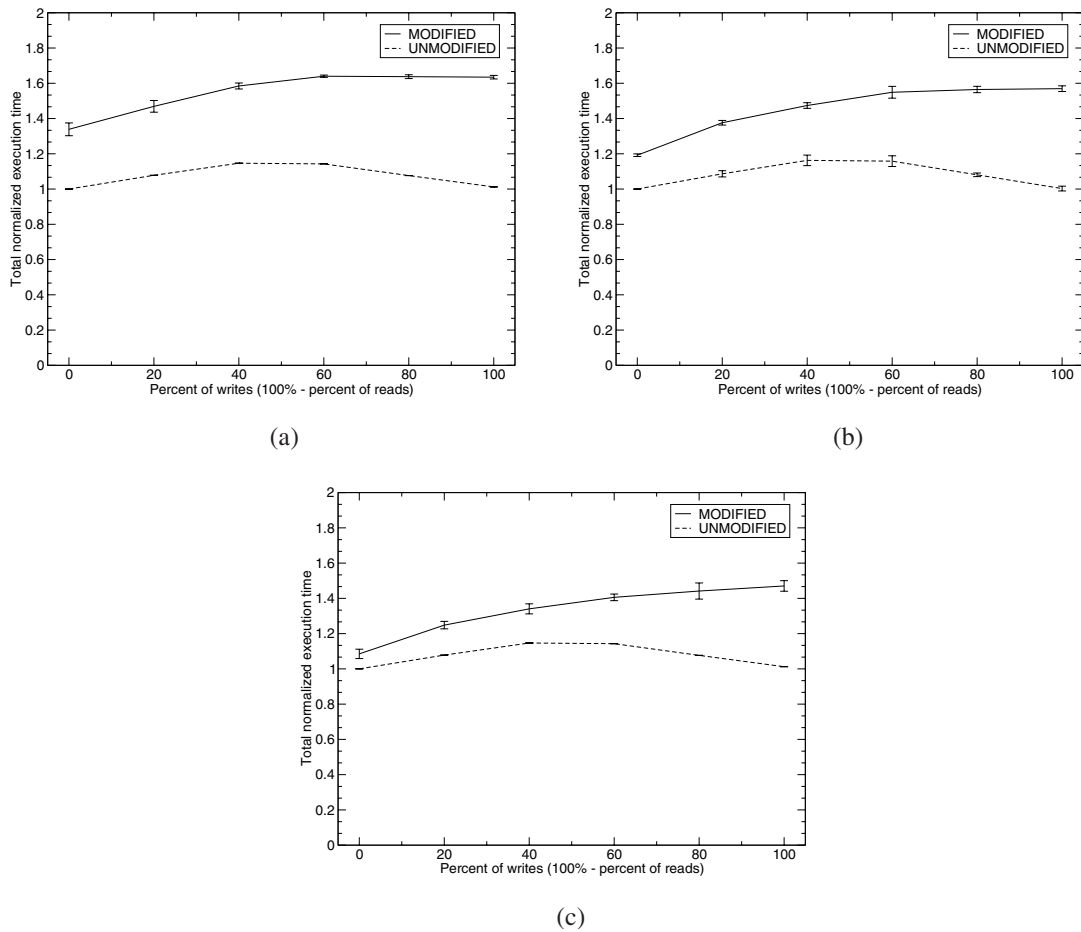 2
1.8
1.6
1.4
1.2
1
0.8
0.6
0.4
0.2
0
Total normalized execution time
MODIFIED
UNMODIFIED
0 20 40 60 80 100
Percent of writes (100% - percent of reads)
(a)
2
1.8
1.6
1.4
1.2
1
0.8
0.6
0.4
0.2
0
Total normalized execution time
MODIFIED
UNMODIFIED
0 20 40 60 80 100
Percent of writes (100% - percent of reads)
(b)
2
1.8
1.6
1.4
1.2
1
0.8
0.6
0.4
0.2
0
Total normalized execution time
MODIFIED
UNMODIFIED
0 20 40 60 80 100
Percent of writes (100% - percent of reads)
(c)